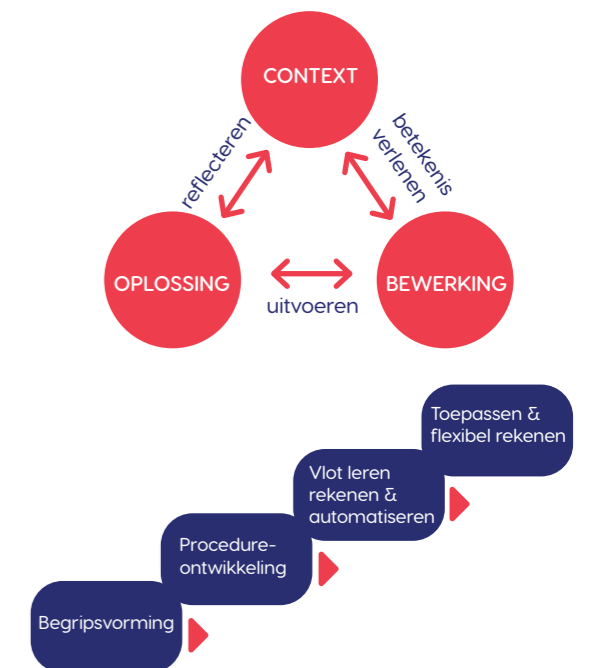 CONTEXT
reflecteren
betekenis
verlenen
OPLOSSING
BEWERKING
uitvoeren
Toepassen &
flexibel rekenen
Vlot leren
rekenen &
automatiseren
Procedure-
ontwikkeling
Begripsvorming